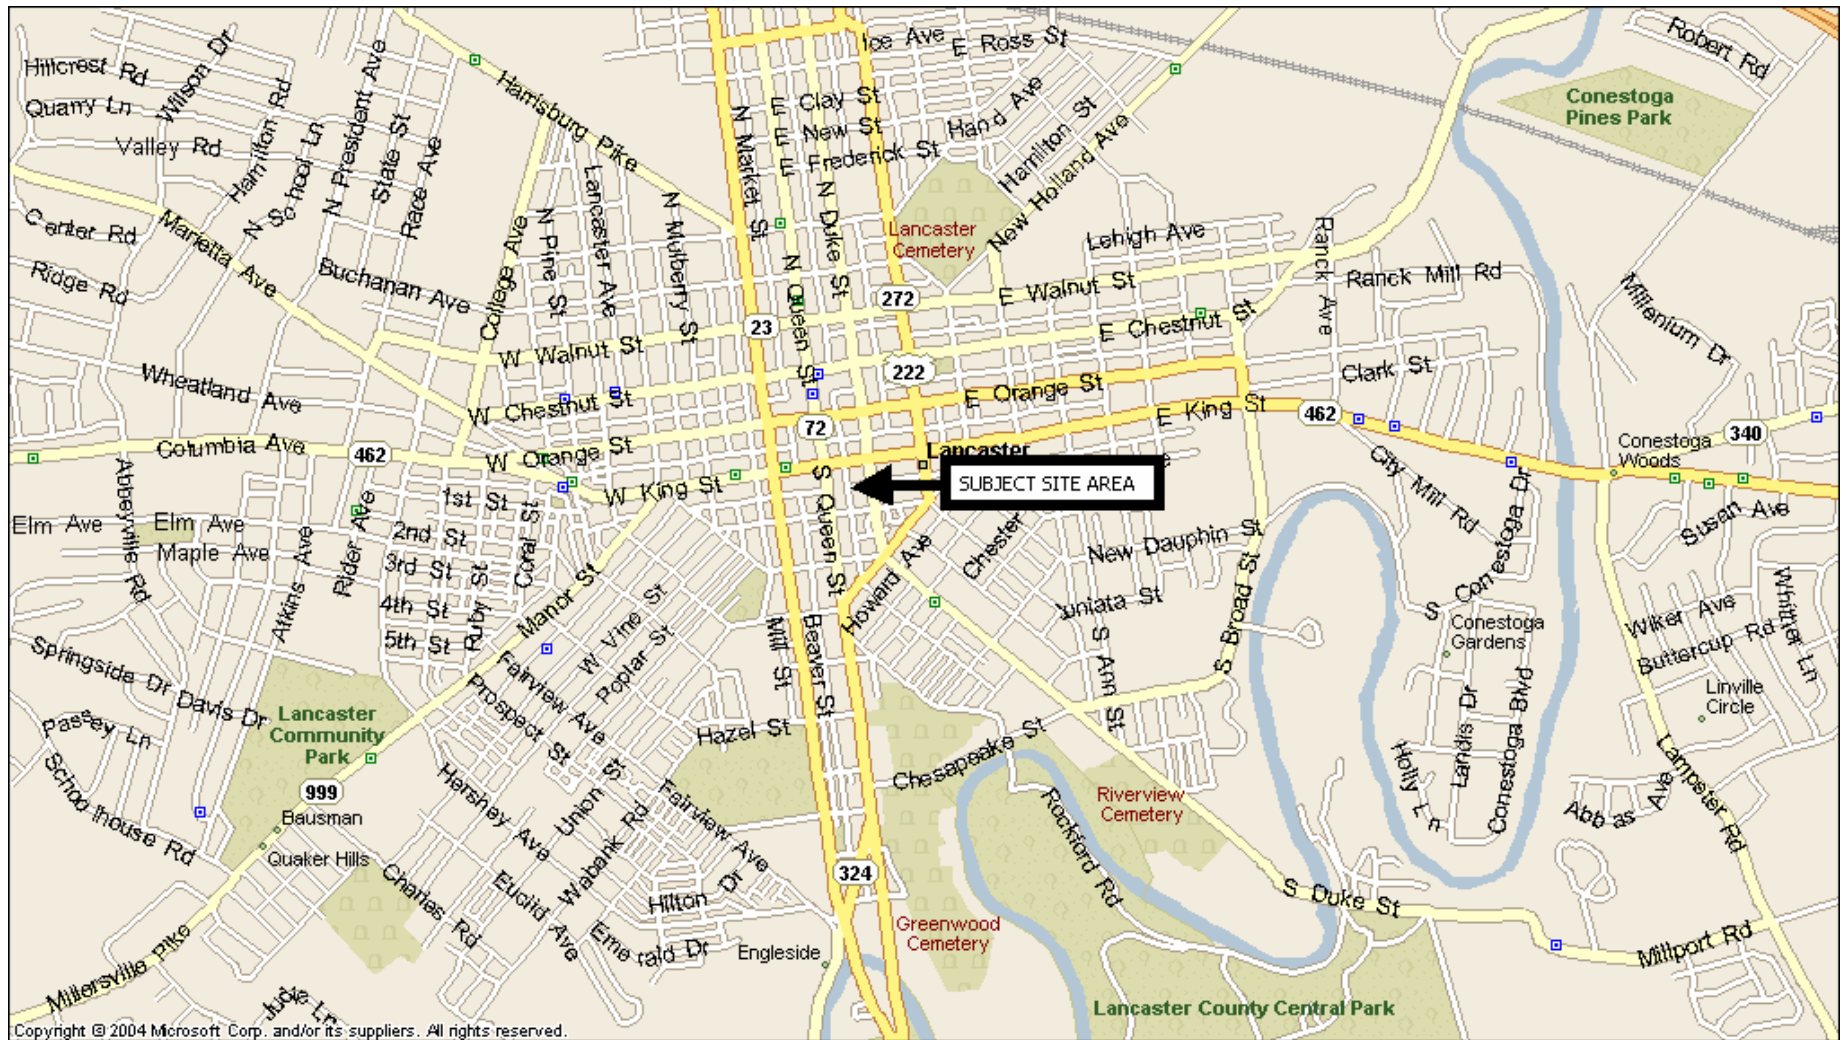 Ice Ave
E Ross St
Robert Rd
Hillcrest Rd
Wilson Dr
Harrisburg Pike
Quarry Ln
Hamilton Rd
N President Ave
N Market St
E Clay St
Hand Ave
Hamilton St
Conestoga
Pines Park
Valley Rd
N School Ln
State St
Race Ave
E New St
E Frederick St
New Holland Ave
Center Rd
Marietta Ave
College Ave
N Pine St
Lancaster Ave
N Mulberry St
N Duke St
Lancaster
Cemetery
Lehigh Ave
Ranck Ave
Ridge Rd
Buchanan Ave
N Queen St
272
E Walnut St
Ranck Mill Rd
Millenium Dr
23
W Walnut St
E Chestnut St
Wheatland Ave
222
Clark St
W Chestnut St
E Orange St
E King St
462
72
340
Columbia Ave
462
W Orange St
Lancaster
Conestoga
Woods
Abbeyville Rd
W King St
S Queen St
SUBJECT SITE AREA
City Mill Rd
S Conestoga Dr
1st St
Elm Ave
Elm Ave
Rider Ave
2nd St
Coral St
Chester
New Dauphin St
Susan Ave
Maple Ave
Atkins Ave
3rd St
Ruby St
Manor St
Howard Ave
Whittier Ln
4th St
W Vine St
Juniata St
S Broad St
Wilker Ave
5th St
Mill St
Beaver St
Conestoga
Gardens
Springside Dr
Fairview Ave
Poplar St
S Ann St
Buttercup Rd
Davis Dr
Prospect St
Landis Dr
Conestoga Blvd
Linville
Circle
Passey Ln
Lancaster
Community
Park
Hazel St
Chesapeake St
Holly Ln
Lampeter Rd
Schoolhouse Rd
Hershey Ave
Union St
Fairview Ave
999
Riverview
Cemetery
Abbas Ave
Bausman
Wabank Rd
Rockford Rd
Quaker Hills
Charles Rd
Euclid Ave
324
Hilton Dr
S Duke St
Greenwood
Cemetery
Emerald Dr
Engleside
Millport Rd
Millersville Pike
Julie Ln
Lancaster County Central Park
Copyright © 2004 Microsoft Corp. and/or its suppliers. All rights reserved.